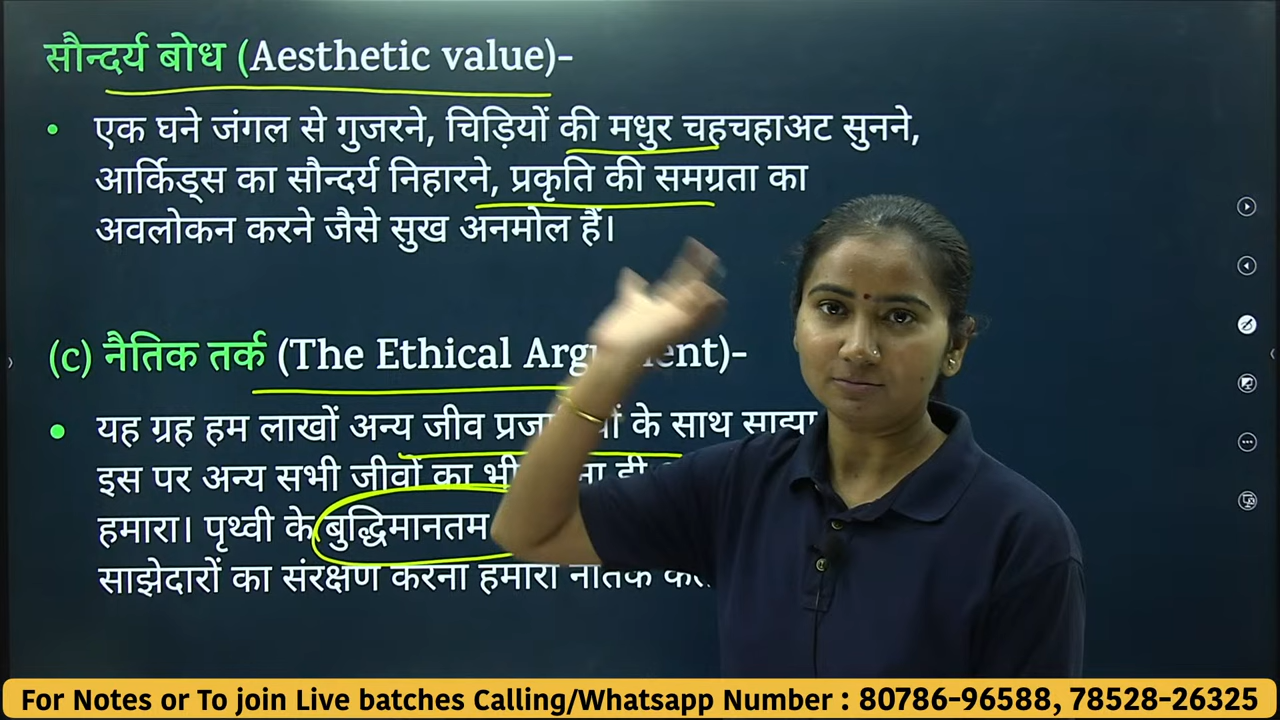 सौन्दर्य बोध (Aesthetic value)-
• एक घने जंगल से गुजरने, चिड़ियों की मधुर चहचहाअट सुनने,
आर्किड्स का सौन्दर्य निहारने, प्रकृति की समग्रता का
अवलोकन करने जैसे सुख अनमोल हैं।
(c) नैतिक तर्क (The Ethical
• यह ग्रह हम लाखों अन्य जीव के साथ साझा
इस पर अन्य सभी जीवों का
हमारा। पृथ्वी के बुद्धिमानतम
साझेदारों का संरक्षण करना हमारा नैतिक
For Notes or To join Live batches Calling/Whatsapp Number : 80786-96588, 78528-26325